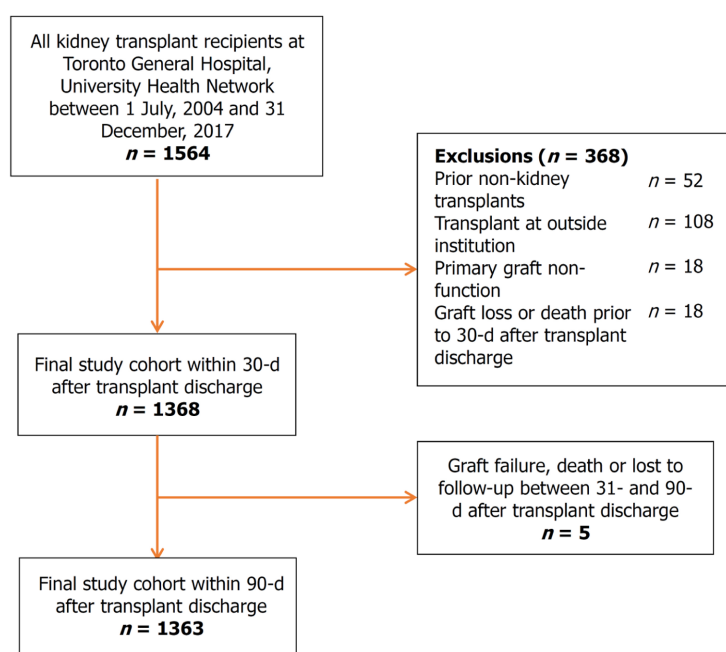 All kidney transplant recipients at
Toronto General Hospital,
University Health Network
between 1 July, 2004 and 31
December, 2017
n = 1564
Exclusions (n = 368)
Prior non-kidney n = 52
transplants
Transplant at outside n = 108
institution
Primary graft non- n = 18
function
Graft loss or death prior n = 18
to 30-d after transplant
discharge
Final study cohort within 30-d
after transplant discharge
n = 1368
Graft failure, death or lost to
follow-up between 31- and 90-
d after transplant discharge
n = 5
Final study cohort within 90-d
after transplant discharge
n = 1363